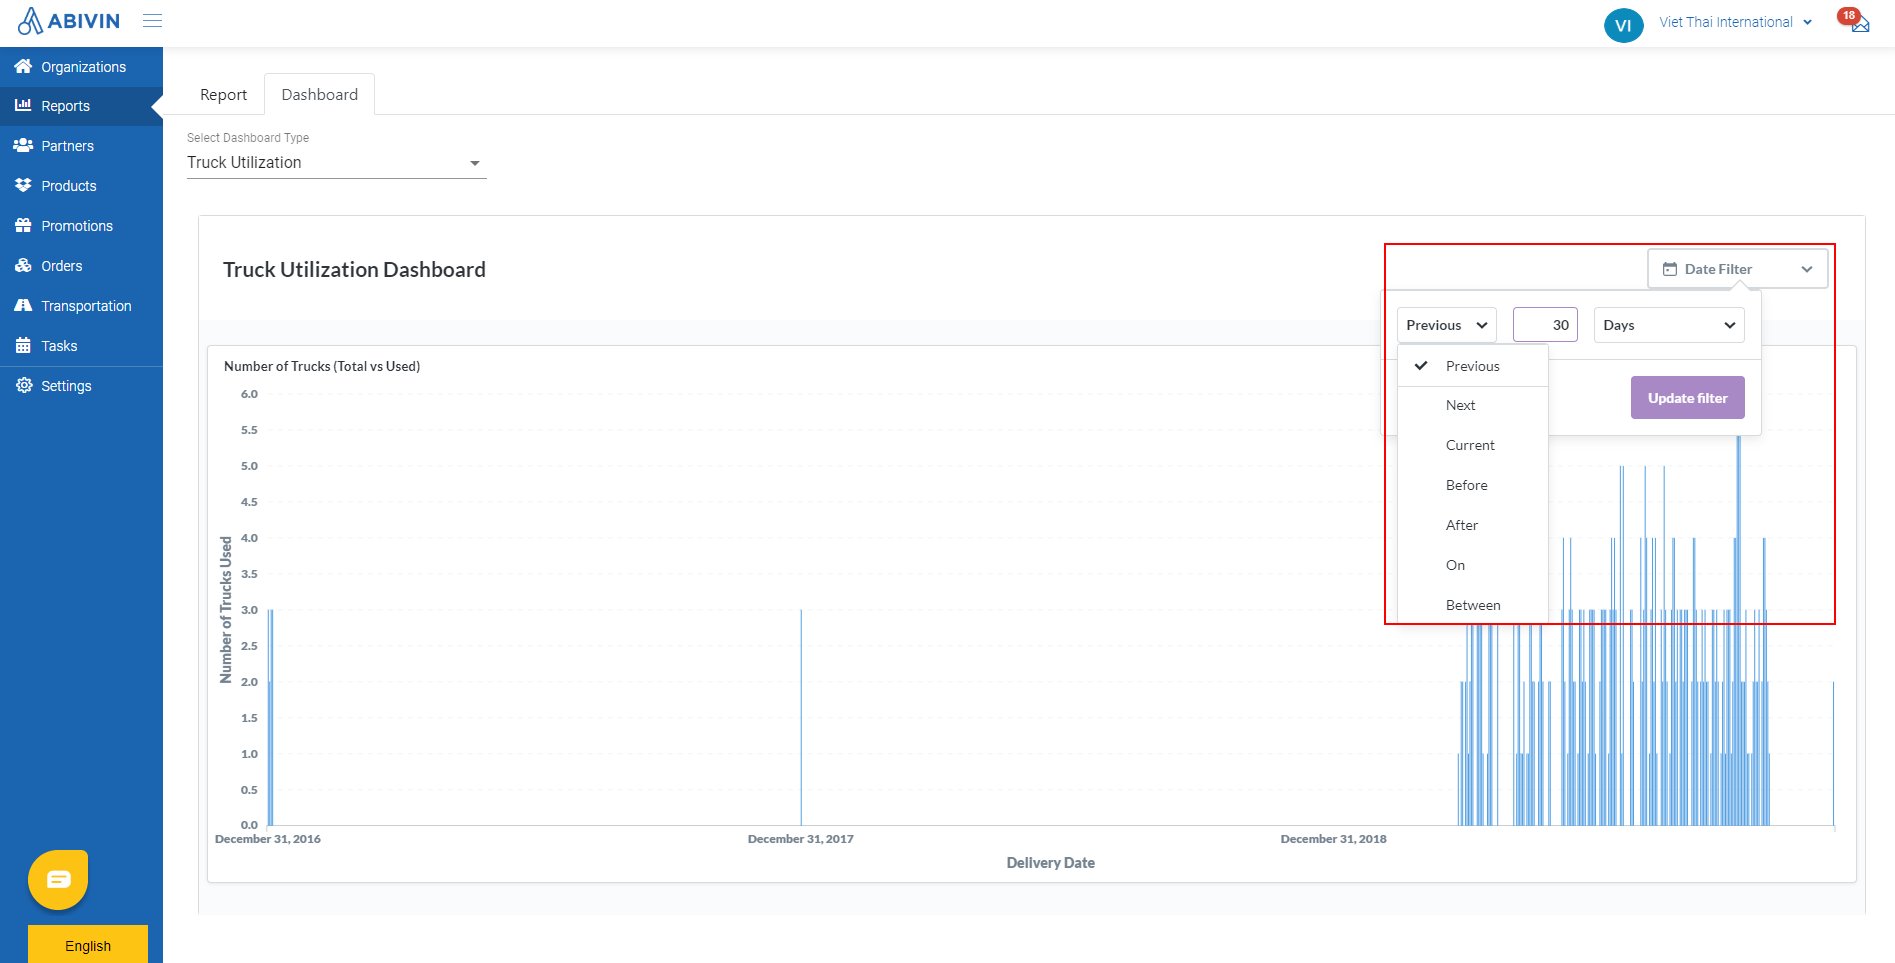 ABIVIN
VI
Viet Thai International
18
Organizations
Reports
Partners
Products
Promotions
Orders
Transportation
Tasks
Settings
English
Report
Dashboard
Select Dashboard Type
Truck Utilization
Truck Utilization Dashboard
Date Filter
Previous
30
Days
Previous
Next
Current
Before
After
On
Between
Update filter
Number of Trucks (Total vs Used)
Number of Trucks Used
6.0
5.5
5.0
4.5
4.0
3.5
3.0
2.5
2.0
1.5
1.0
0.5
0.0
December 31, 2016
December 31, 2017
December 31, 2018
Delivery Date